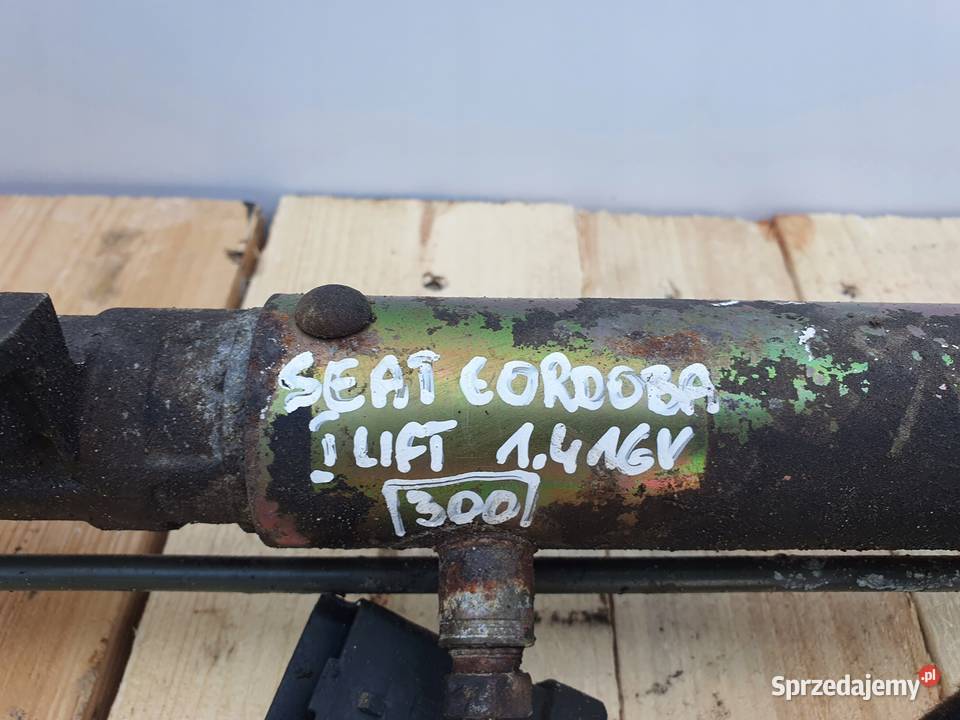 SEAT CORDOBA
I LIFT 1.4 16V
300
Sprzedajemy.pl